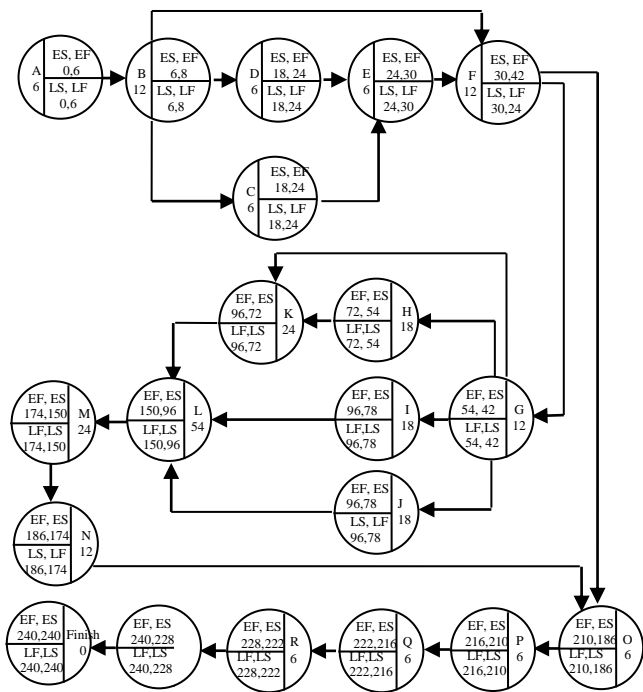 A
6
ES, EF
0,6
LS, LF
0,6
B
12
ES, EF
6,8
LS, LF
6,8
D
6
ES, EF
18, 24
LS, LF
18,24
E
6
ES, EF
24,30
LS, LF
24,30
F
12
ES, EF
30,42
LS, LF
30,24
C
6
ES, EF
18,24
LS, LF
18,24
EF, ES
96,72
LF,LS
96,72
K
24
EF, ES
72, 54
LF,LS
72, 54
H
18
EF, ES
174,150
LF,LS
174,150
M
24
EF, ES
150,96
LF,LS
150,96
L
54
EF, ES
96,78
LF,LS
96,78
I
18
EF, ES
54, 42
LF,LS
54, 42
G
12
EF, ES
96,78
LS, LF
96,78
J
18
EF, ES
186,174
LS, LF
186,174
N
12
EF, ES
240,240
LF,LS
240,240
Finish
0
EF, ES
240,228
LF,LS
240,228
EF, ES
228,222
LF,LS
228,222
R
6
EF, ES
222,216
LF,LS
222,216
Q
6
EF, ES
216,210
LF,LS
216,210
P
6
EF, ES
210,186
LF,LS
210,186
O
6